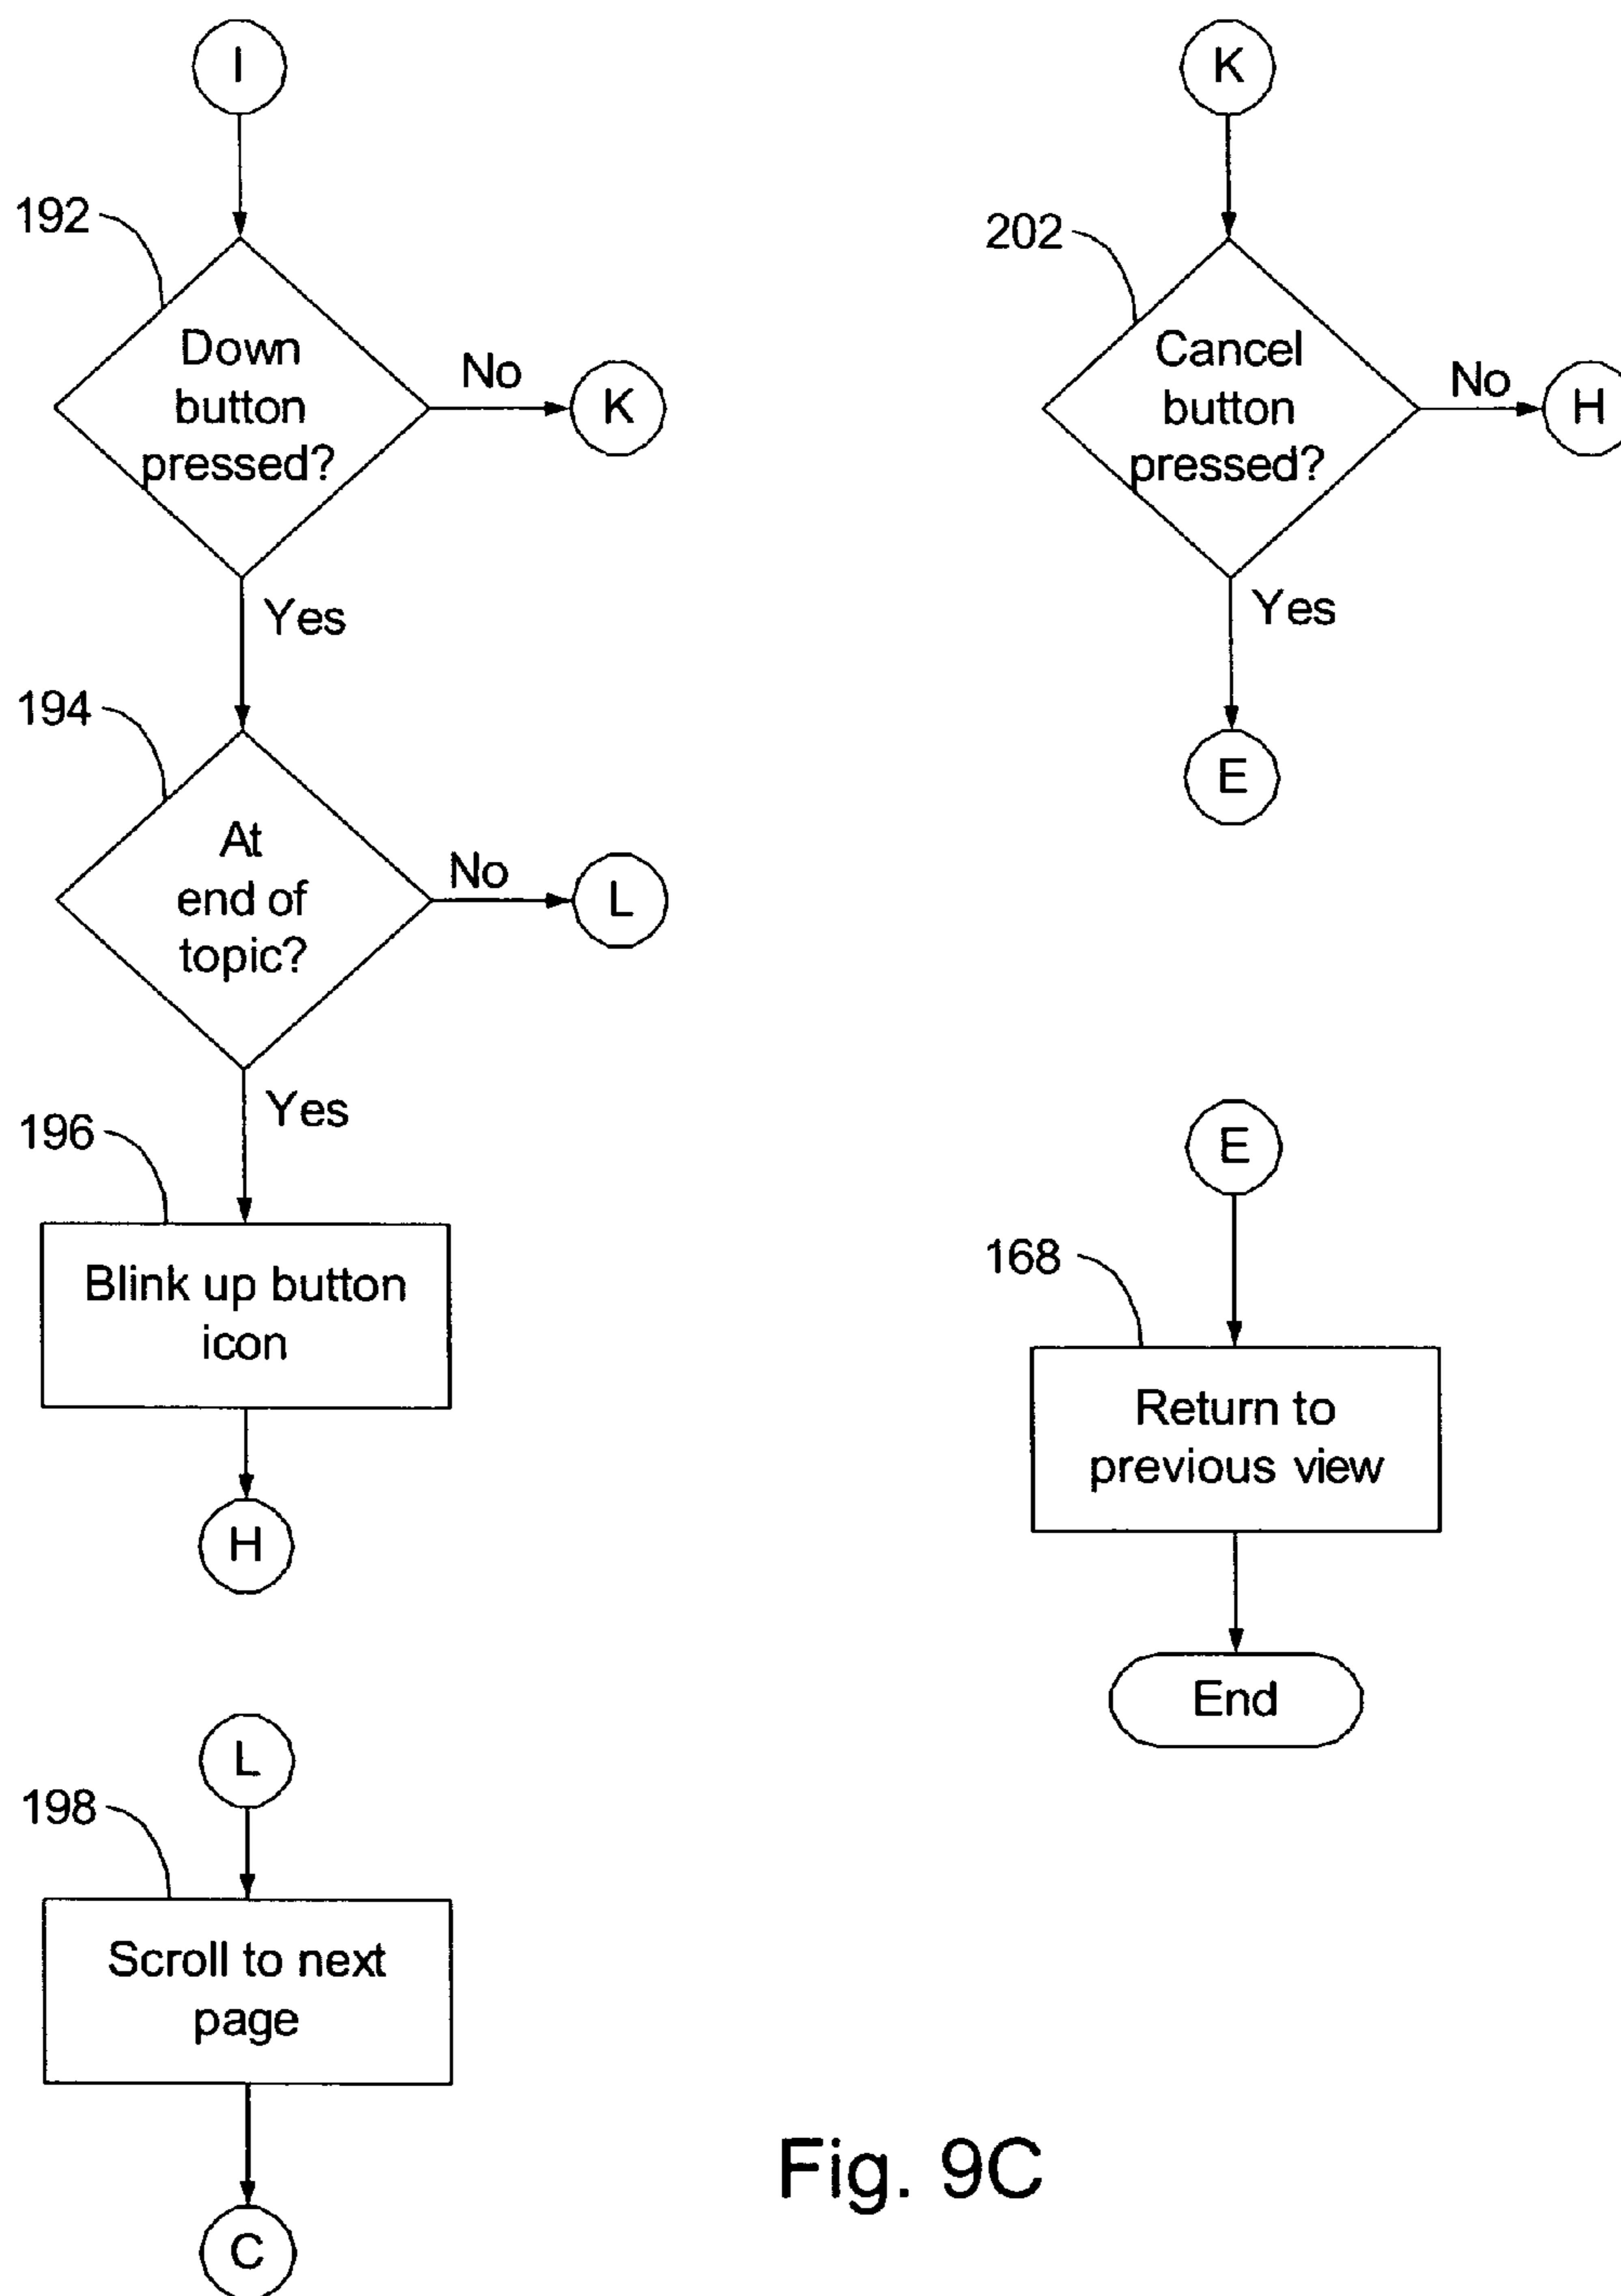 I
192
Down
button
pressed?
No
K
Yes
194
At
end of
topic?
No
L
Yes
196
Blink up button
icon
H
L
198
Scroll to next
page
C
K
202
Cancel
button
pressed?
No
H
Yes
E
E
168
Return to
previous view
End
Fig. 9C